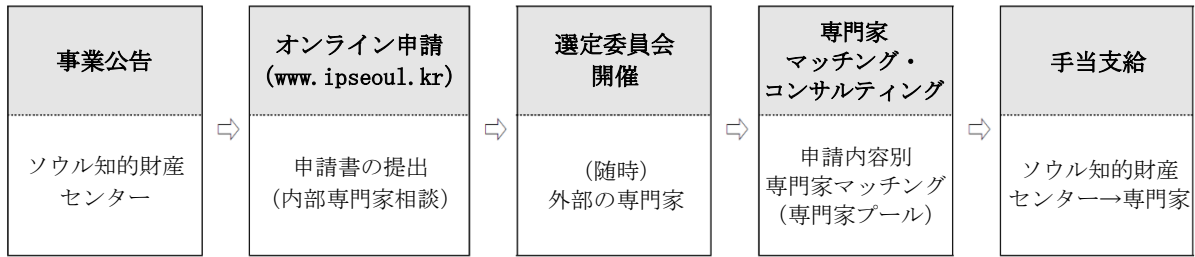 事業公告
ソウル知的財産
センター
⇨
オンライン申請
(www.ipseoul.kr)
申請書の提出
(内部専門家相談)
⇨
選定委員会
開催
(随時)
外部の専門家
⇨
専門家
マッチング・
コンサルティング
申請内容別
専門家マッチング
(専門家プール)
⇨
手当支給
ソウル知的財産
センター→専門家